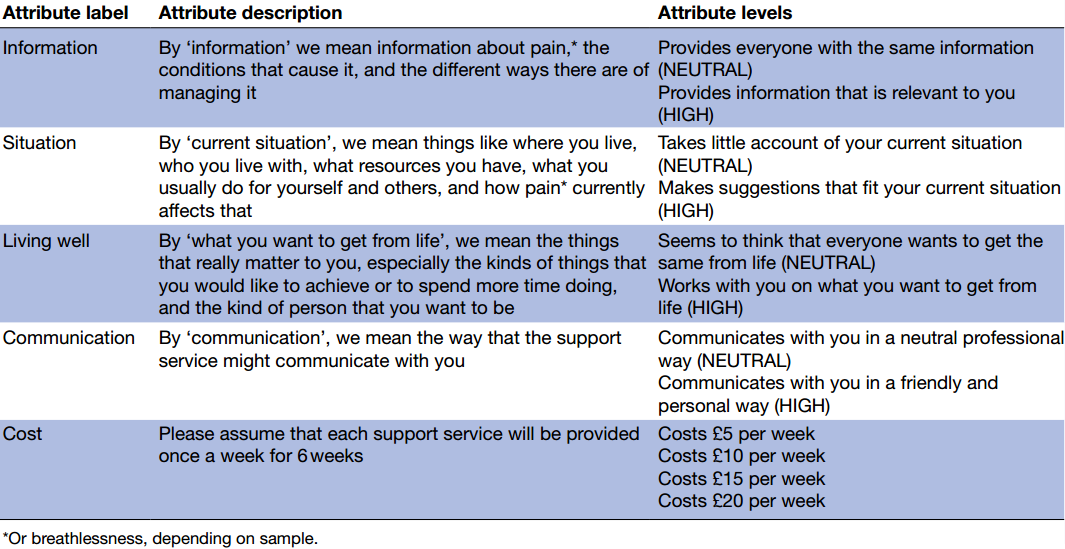 Attribute label Attribute description Attribute levels
Information By ‘information’ we mean information about pain,* the Provides everyone with the same information
conditions that cause it, and the different ways there are of (NEUTRAL)
managing it Provides information that is relevant to you
(HIGH)
Situation By ‘current situation’, we mean things like where you live, Takes little account of your current situation
who you live with, what resources you have, what you (NEUTRAL)
usually do for yourself and others, and how pain* currently Makes suggestions that fit your current situation
affects that (HIGH)
Living well By ‘what you want to get from life’, we mean the things Seems to think that everyone wants to get the
that really matter to you, especially the kinds of things that same from life (NEUTRAL)
you would like to achieve or to spend more time doing, Works with you on what you want to get from
and the kind of person that you want to be life (HIGH)
Communication By ‘communication’, we mean the way that the support Communicates with you in a neutral professional
service might communicate with you way (NEUTRAL)
Communicates with you in a friendly and
personal way (HIGH)
Cost Please assume that each support service will be provided Costs £5 per week
once a week for 6 weeks Costs £10 per week
Costs £15 per week
Costs £20 per week
*Or breathlessness, depending on sample.